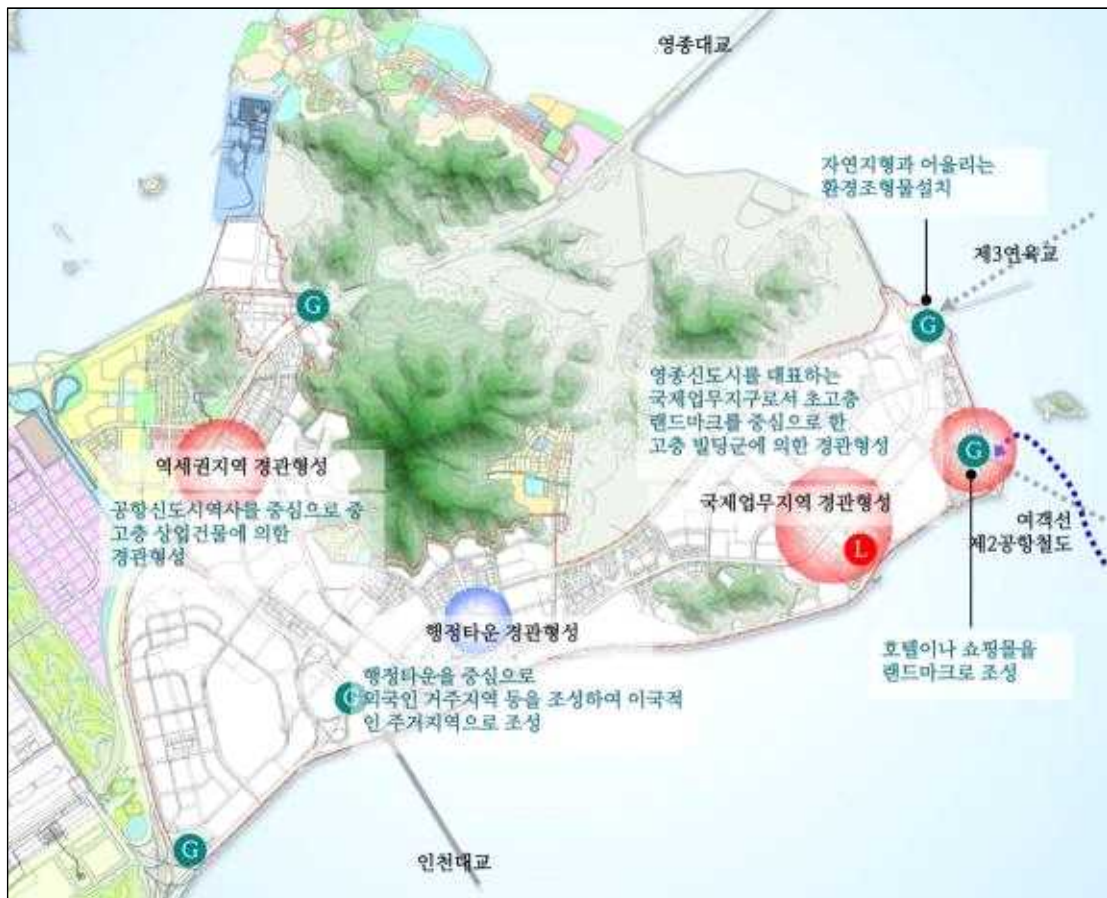 영종대교
자연지형과 어울리는
환경조형물설치
제3연육교
G
G
영종신도시를 대표하는
국제업무지구로서 초고층
랜드마크를 중심으로 한
고층 빌딩군에 의한 경관형성
G
역세권지역 경관형성
공항신도시역사를 중심으로 중
고층 상업건물에 의한
경관형성
국제업무지역 경관형성
L
여객선
제2공항철도
행정타운 경관형성
호텔이나 쇼핑몰을
랜드마크로 조성
행정타운을 중심으로
외국인 거주지역 등을 조성하여 이국적
인 주거지역으로 조성
G
G
인천대교